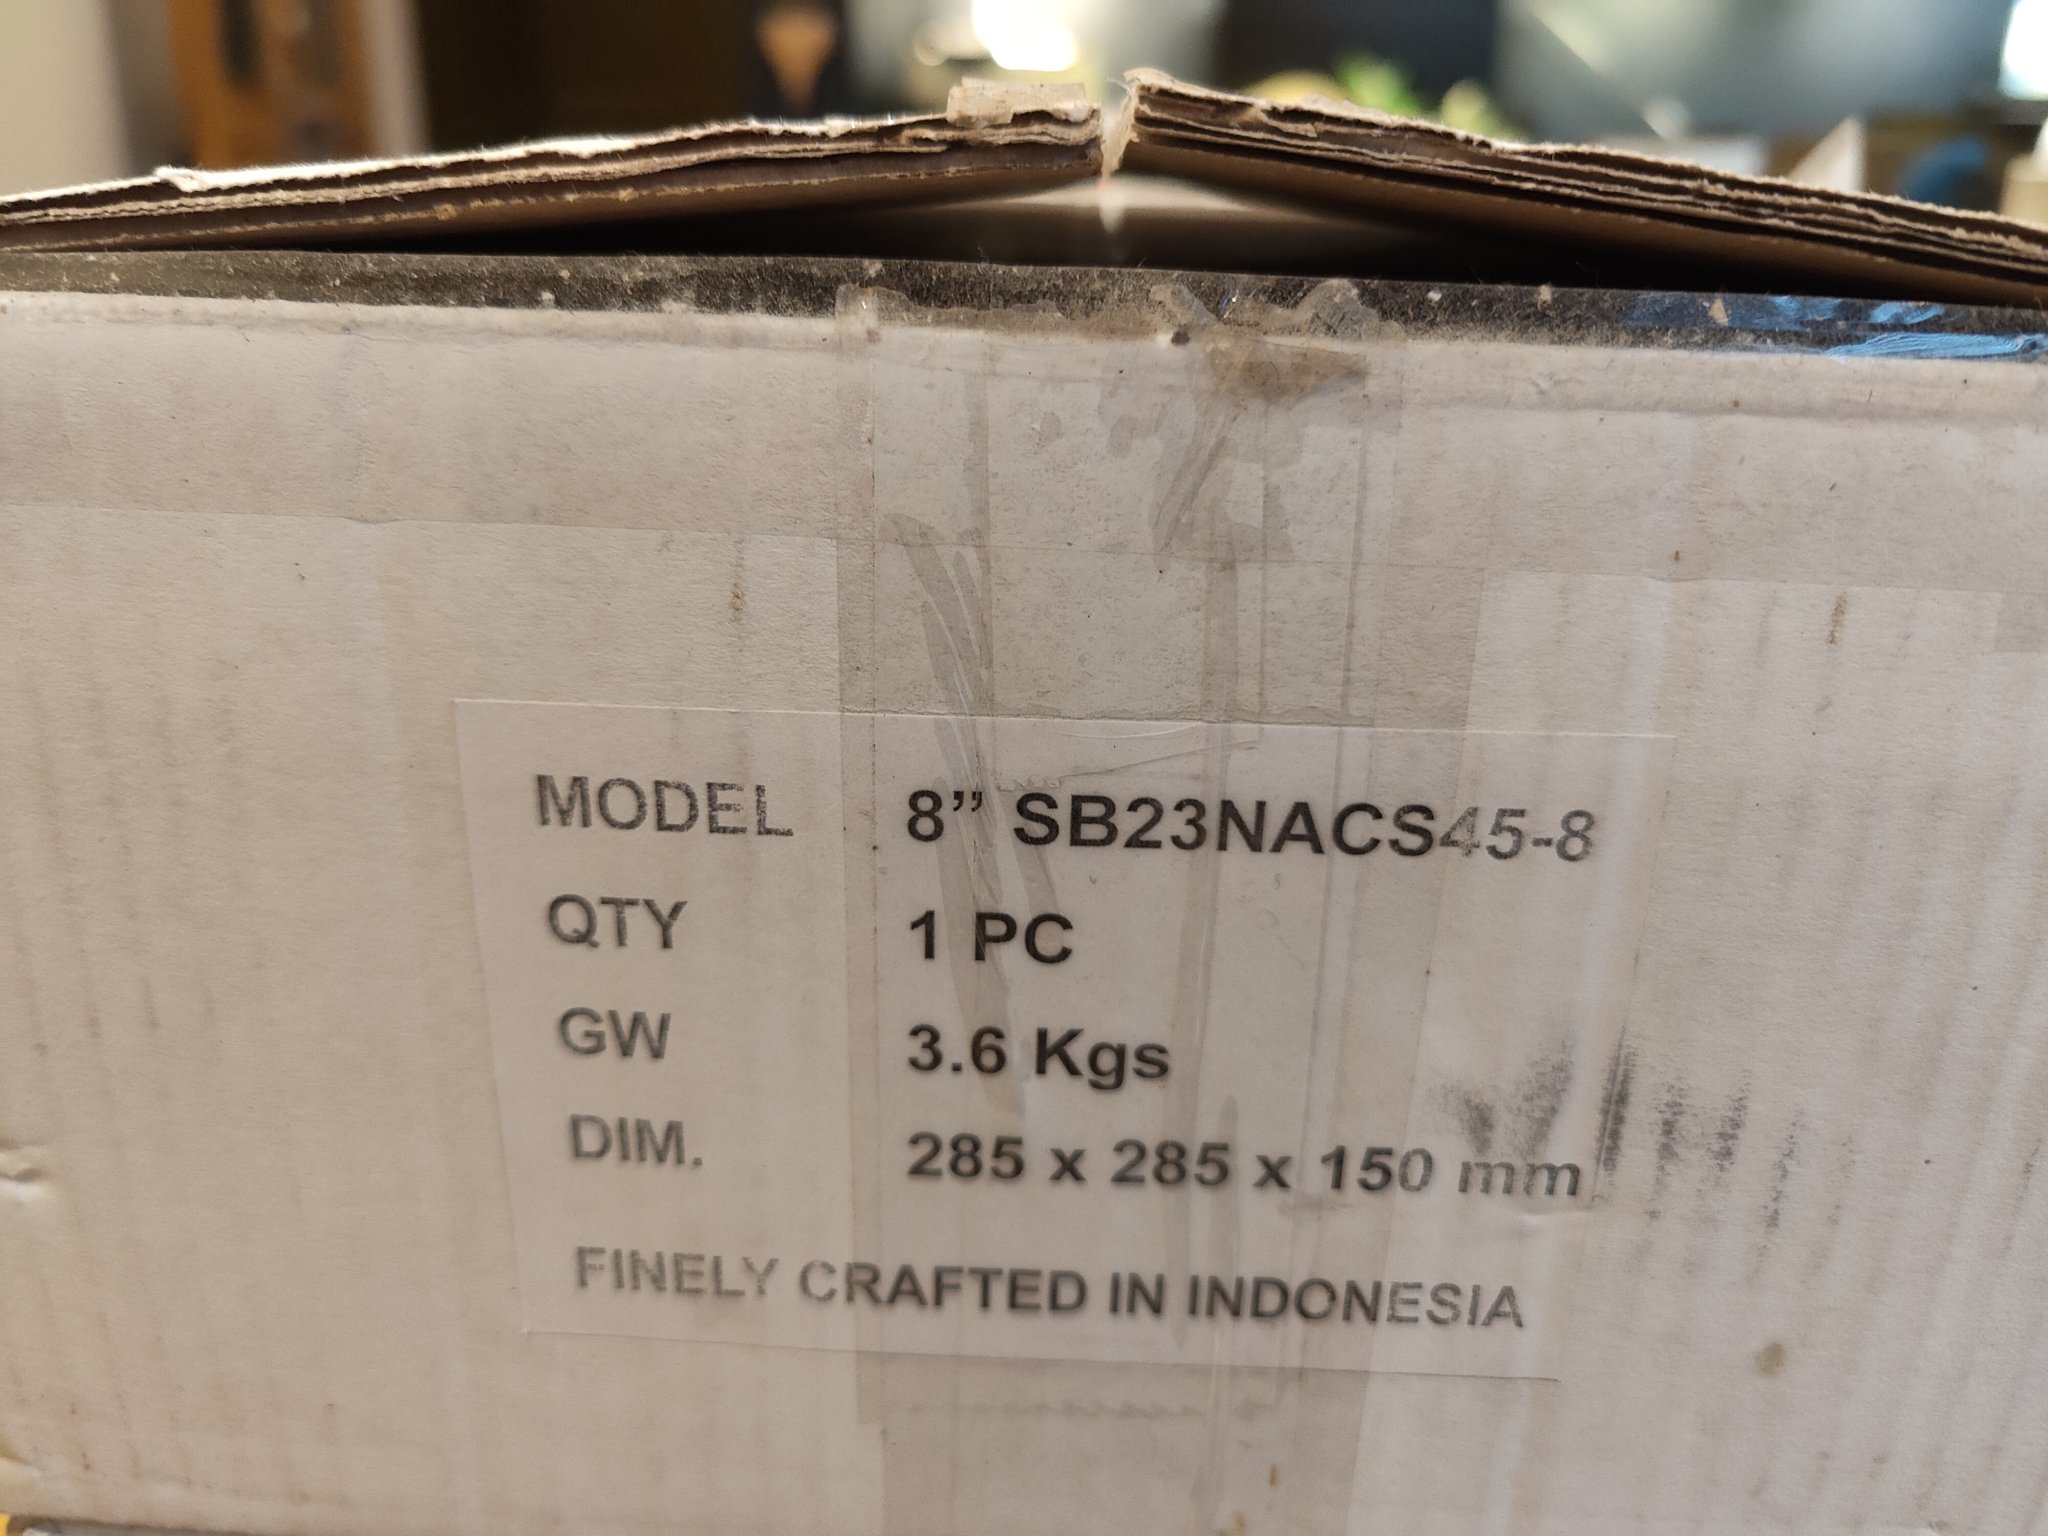 MODEL 8” SB23NACS45-8
QTY 1 PC
GW 3.6 Kgs
DIM. 285 x 285 x 150 mm
FINELY CRAFTED IN INDONESIA